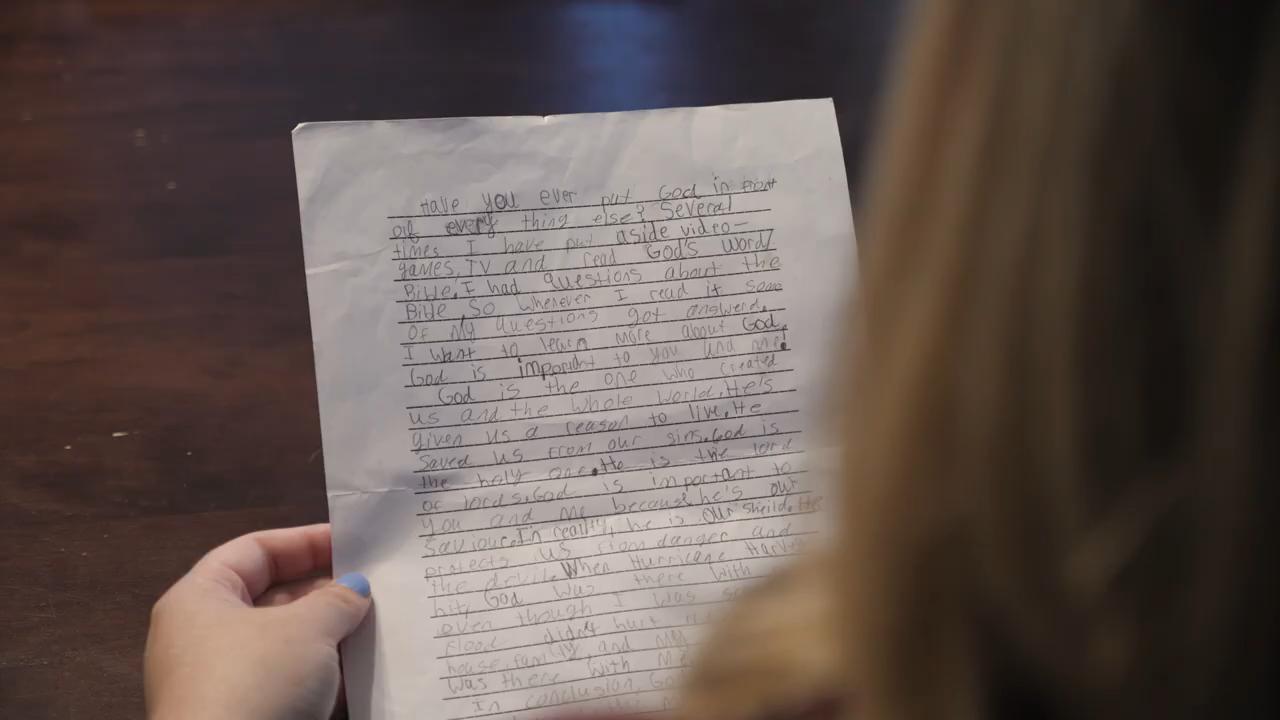 Have you ever put God in front
of every thing else? Several
times I have put aside video-
games, TV and read God's Word/
Bible. I had questions about the
Bible. So whenever I read it some
of my questions got answerd.
I want to learn more about God.
God is important to you and me!
God is the one who created
us and the whole world. He's
given us a reason to live. He
saved us from our sins. God is
the holy one. He is the lord
of lords. God is important to
you and me because he's our
In reality, he is our sheild. He
protects us from danger and
the When Hurricane Harvey
hit, God was there with
even though I was
flood didn't hurt
house, family, and my
was there with me
In conclusion,